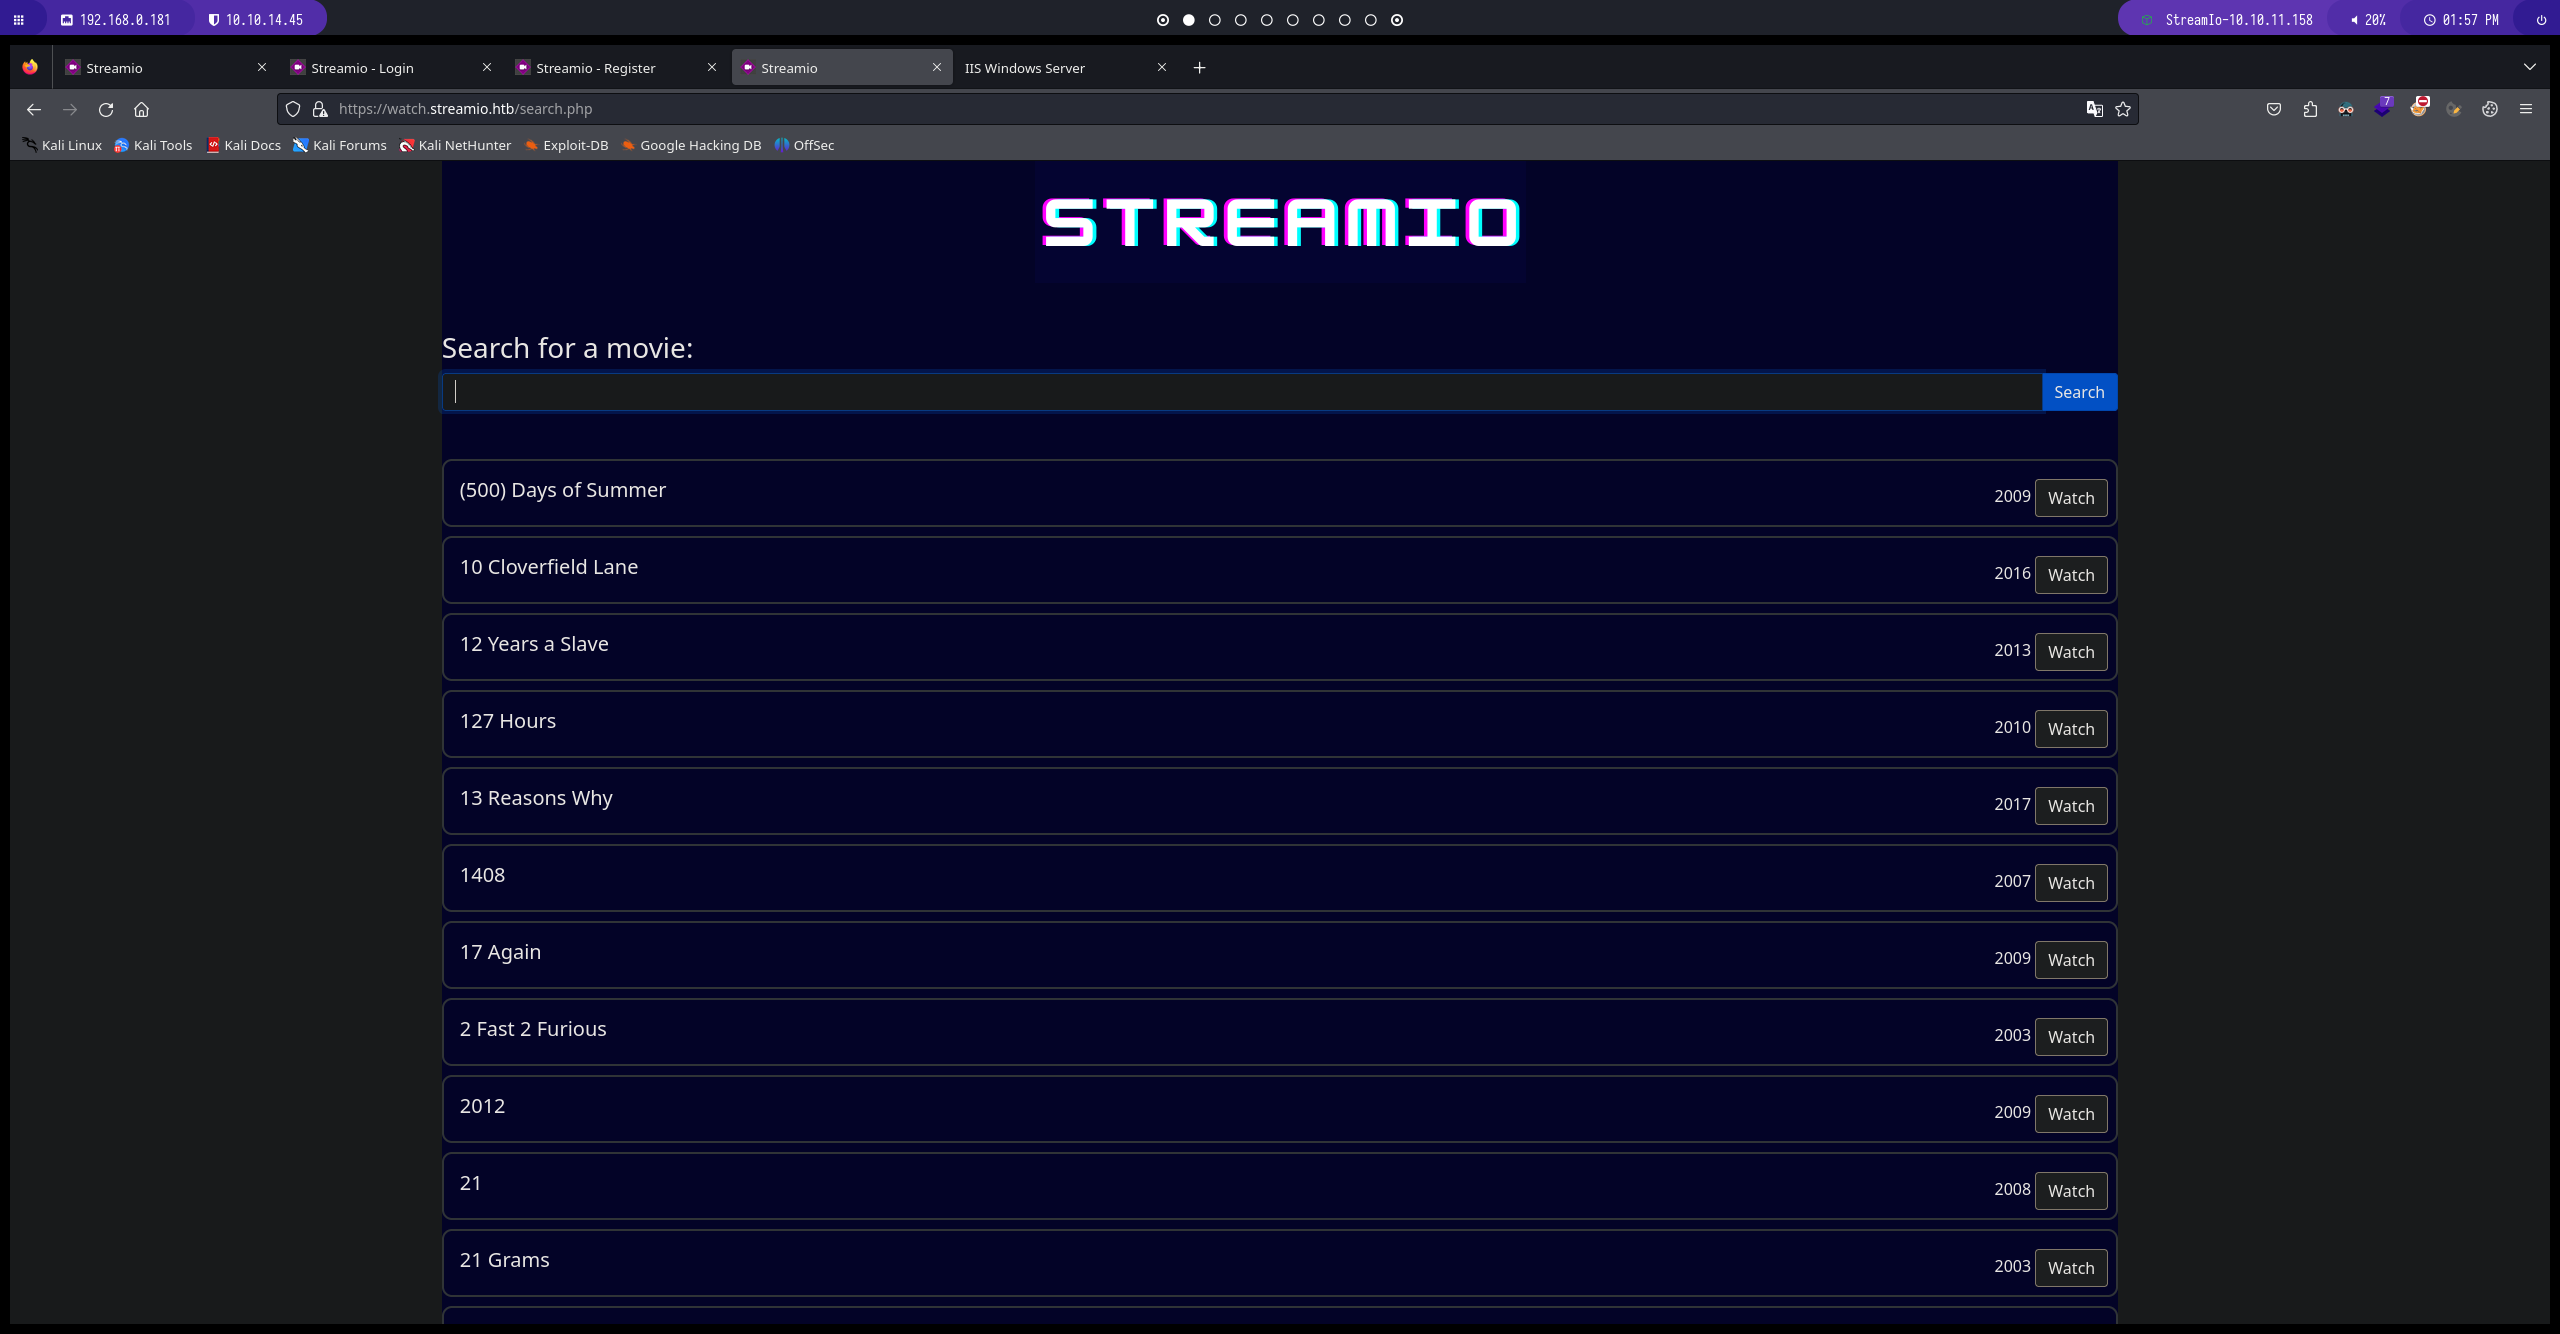 192.168.0.181 10.10.14.45 StreamIo-10.10.11.158 20% 01:57 PM
Streamio Streamio - Login Streamio - Register Streamio IIS Windows Server
https://watch.streamio.htb/search.php 7
Kali Linux Kali Tools Kali Docs Kali Forums Kali NetHunter Exploit-DB Google Hacking DB OffSec
STREAMIO
Search for a movie:
Search
(500) Days of Summer 2009 Watch
10 Cloverfield Lane 2016 Watch
12 Years a Slave 2013 Watch
127 Hours 2010 Watch
13 Reasons Why 2017 Watch
1408 2007 Watch
17 Again 2009 Watch
2 Fast 2 Furious 2003 Watch
2012 2009 Watch
21 2008 Watch
21 Grams 2003 Watch